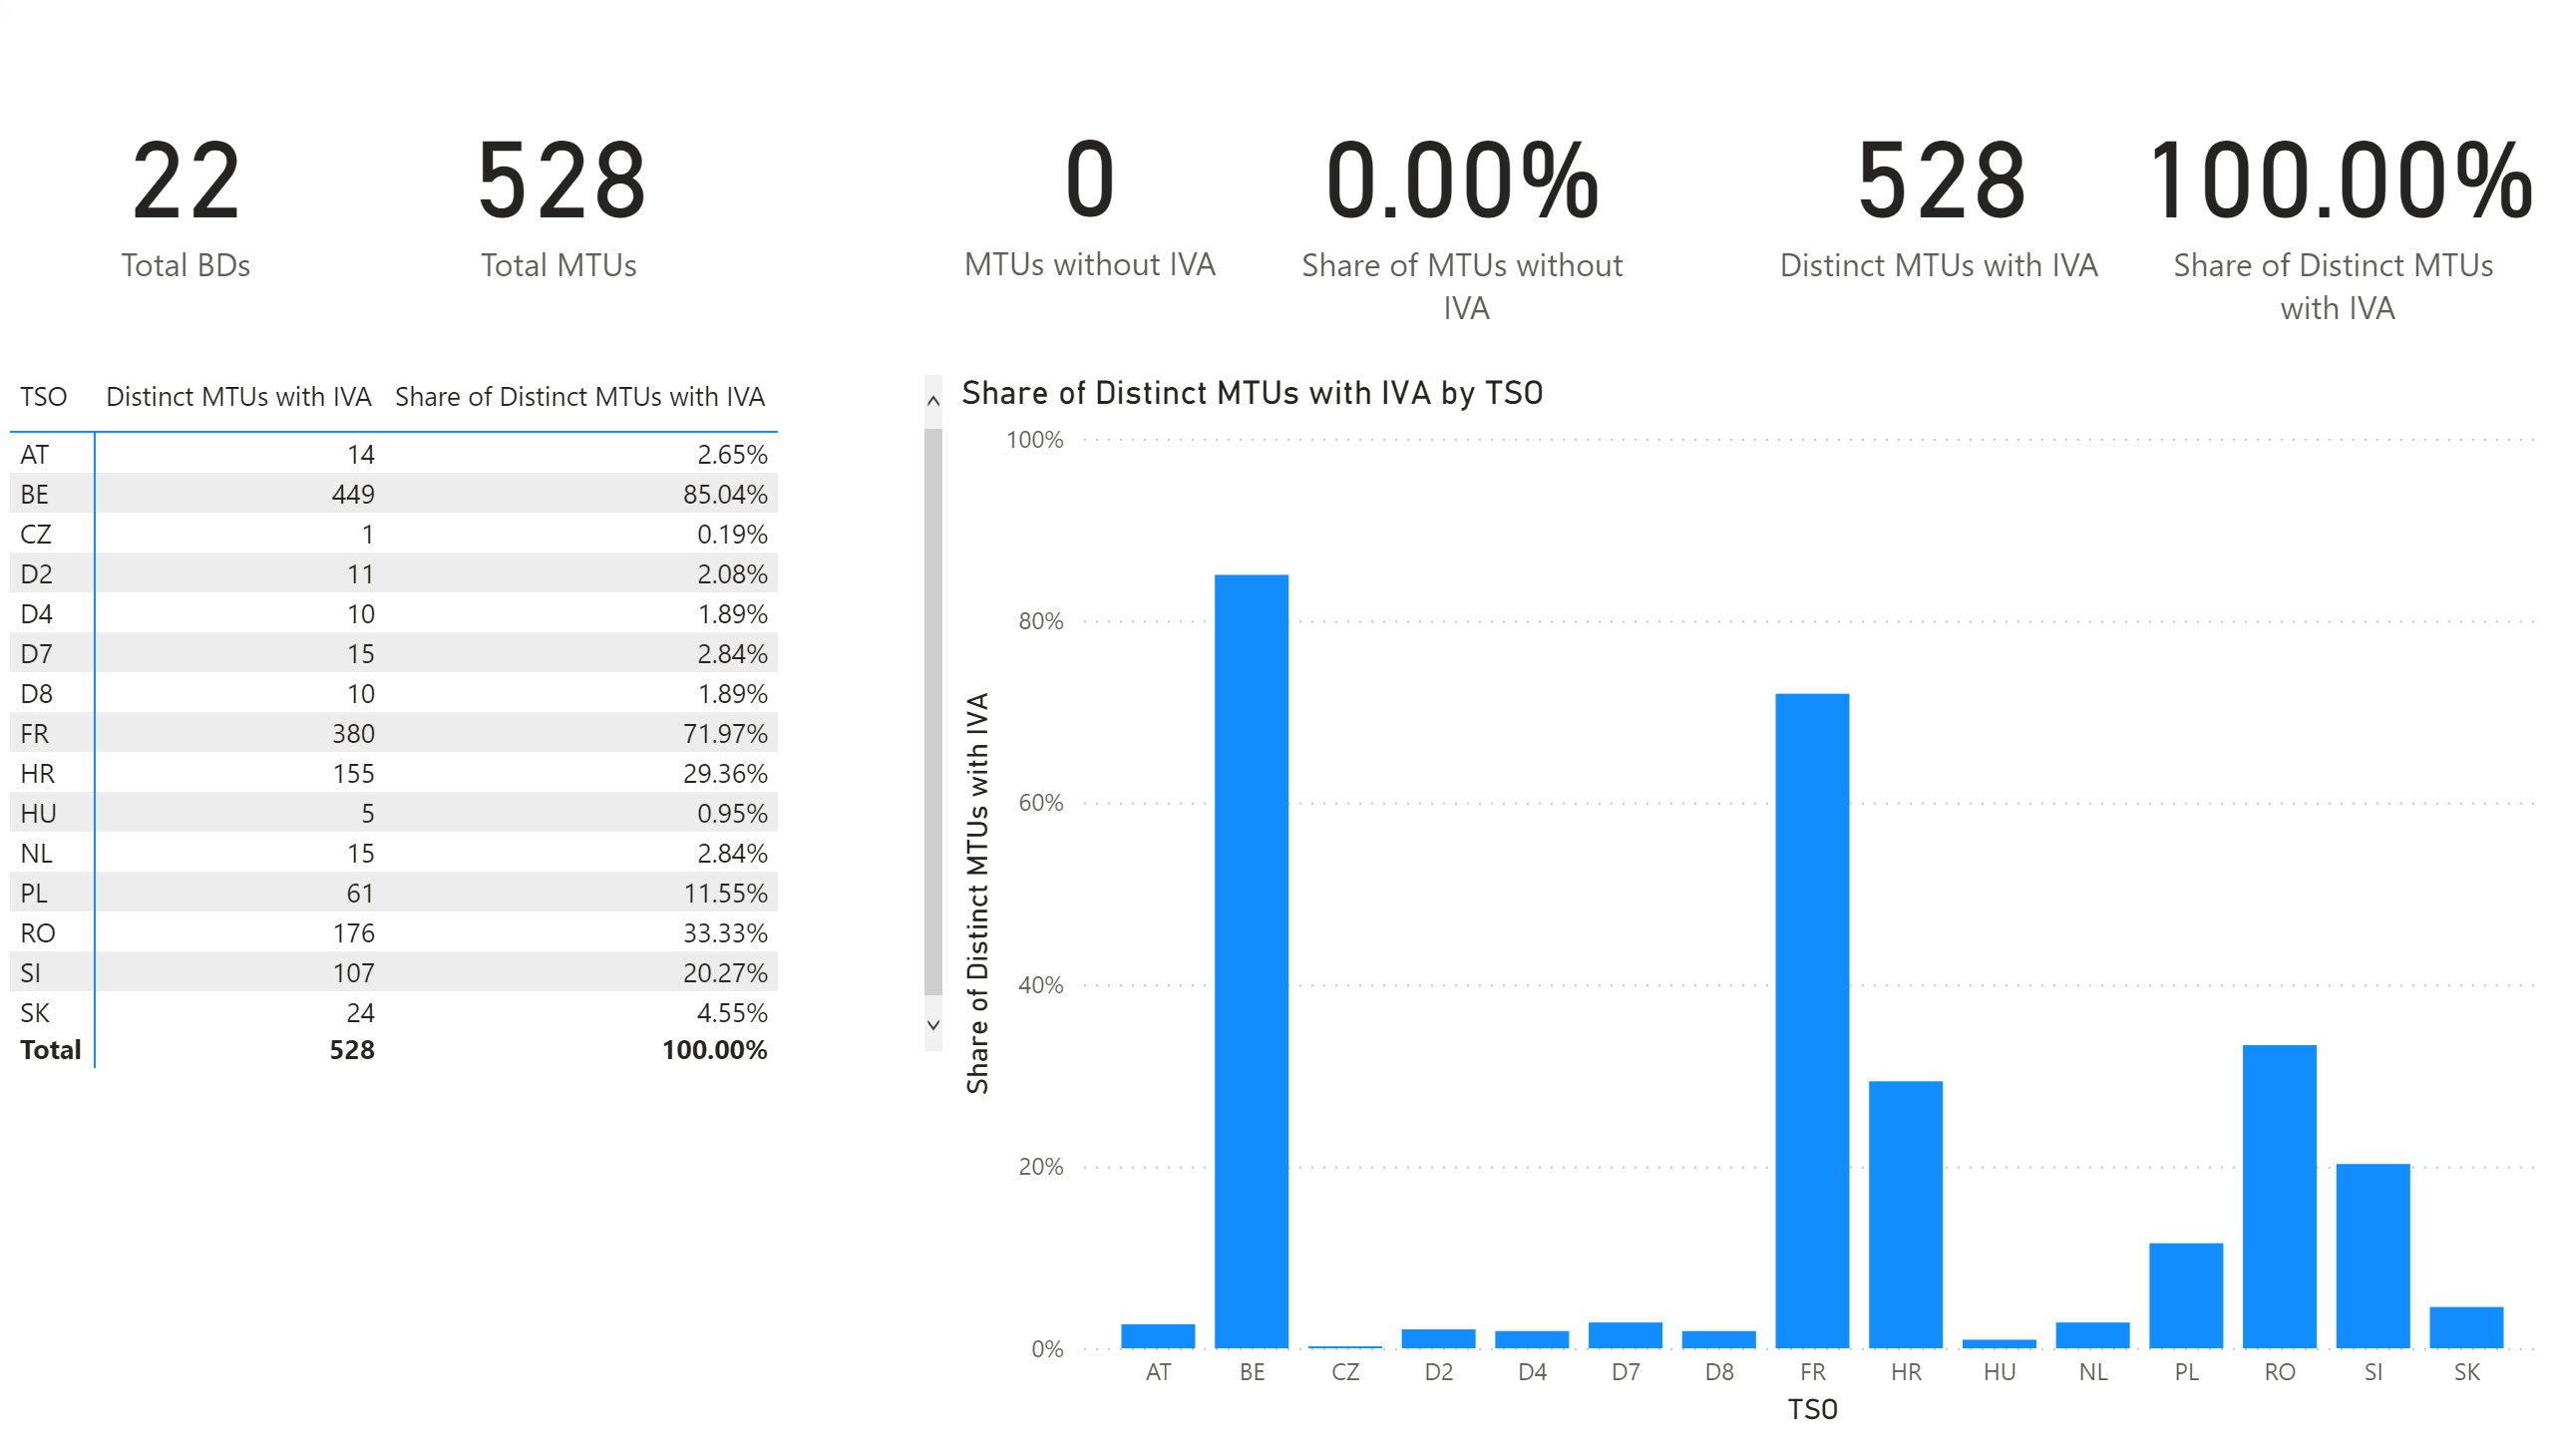 22
Total BDs
528
Total MTUs
0
MTUs without IVA
0.00%
Share of MTUs without
IVA
528
Distinct MTUs with IVA
100.00%
Share of Distinct MTUs
with IVA
TSO Distinct MTUs with IVA Share of Distinct MTUs with IVA
AT 14 2.65%
BE 449 85.04%
CZ 1 0.19%
D2 11 2.08%
D4 10 1.89%
D7 15 2.84%
D8 10 1.89%
FR 380 71.97%
HR 155 29.36%
HU 5 0.95%
NL 15 2.84%
PL 61 11.55%
RO 176 33.33%
SI 107 20.27%
SK 24 4.55%
Total 528 100.00%
Share of Distinct MTUs with IVA by TSO
Share of Distinct MTUs with IVA
100%
80%
60%
40%
20%
0%
AT BE CZ D2 D4 D7 D8 FR HR HU NL PL RO SI SK
TSO